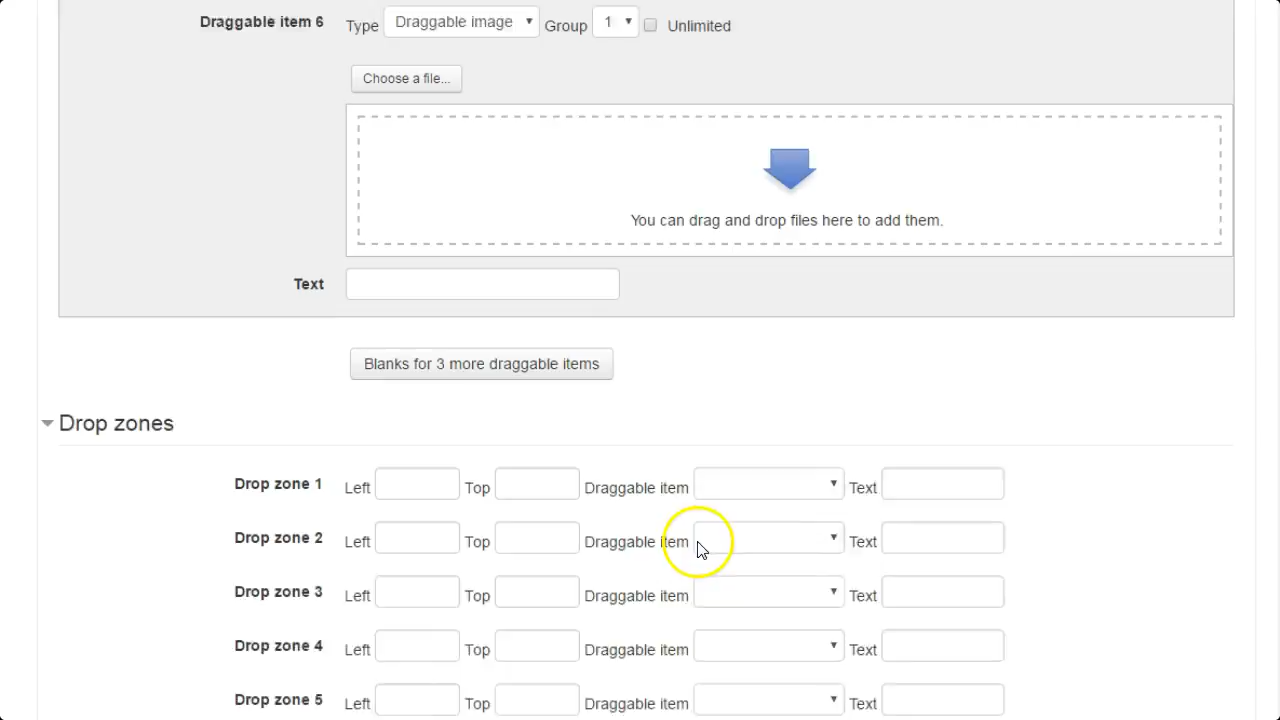 Draggable item 6 Type Draggable image Group 1 Unlimited
Choose a file...
You can drag and drop files here to add them.
Text
Blanks for 3 more draggable items
Drop zones
Drop zone 1 Left Top Draggable item Text
Drop zone 2 Left Top Draggable item Text
Drop zone 3 Left Top Draggable item Text
Drop zone 4 Left Top Draggable item Text
Drop zone 5 Left Top Draggable item Text